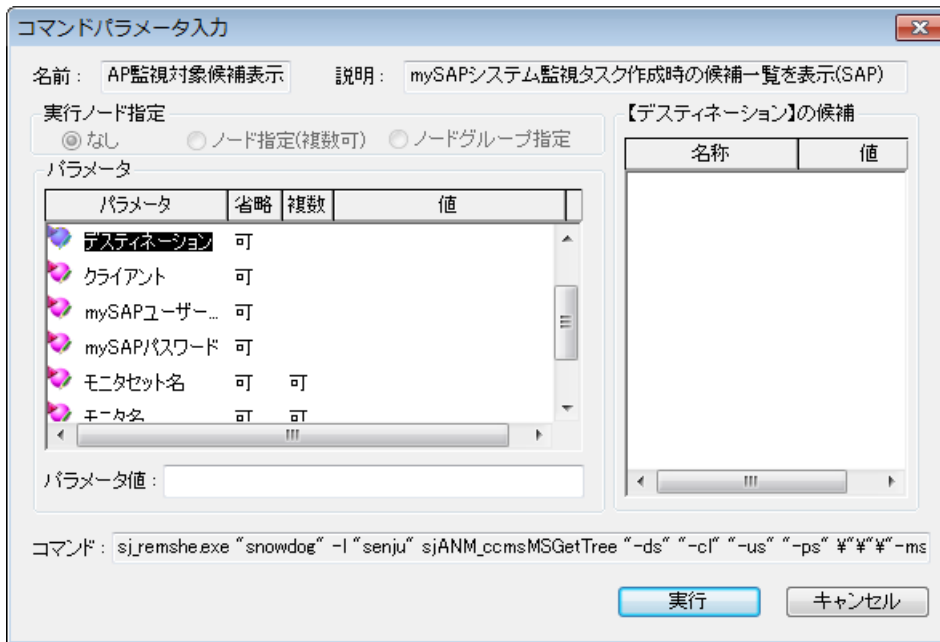 コマンドパラメータ入力
名前： AP監視対象候補表示 説明： mySAPシステム監視タスク作成時の候補一覧を表示(SAP)
実行ノード指定
なし ノード指定(複数可) ノードグループ指定
【デスティネーション】の候補
名称 値
パラメータ
パラメータ 省略 複数 値
デスティネーション 可
クライアント 可
mySAPユーザー... 可
mySAPパスワード 可
モニタセット名 可 可
モニタ名 可 可
パラメータ値：
コマンド： sj_remshe.exe "snowdog" -l "senju" sjANM_ccmsMSGetTree "-ds" "-cl" "-us" "-ps" ¥"¥"¥"-ms
実行 キャンセル